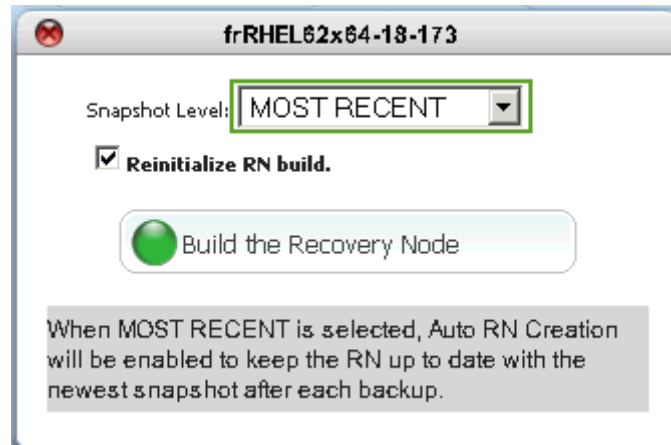 frRHEL62x64-18-173
Snapshot Level: MOST RECENT
Reinitialize RN build.
Build the Recovery Node
When MOST RECENT is selected, Auto RN Creation
will be enabled to keep the RN up to date with the
newest snapshot after each backup.